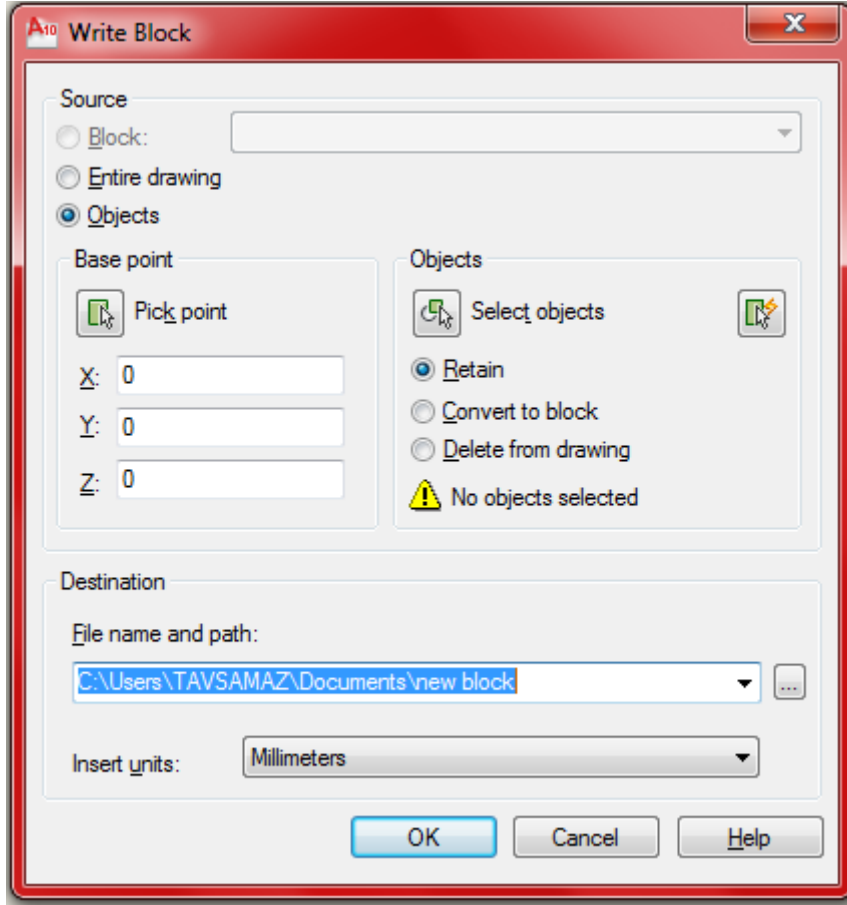 A10 Write Block
Source
Block:
Entire drawing
Objects
Base point
Pick point
X: 0
Y: 0
Z: 0
Objects
Select objects
Retain
Convert to block
Delete from drawing
No objects selected
Destination
File name and path:
C:\Users\TAVSAMAZ\Documents\new block
...
Insert units: Millimeters
OK Cancel Help